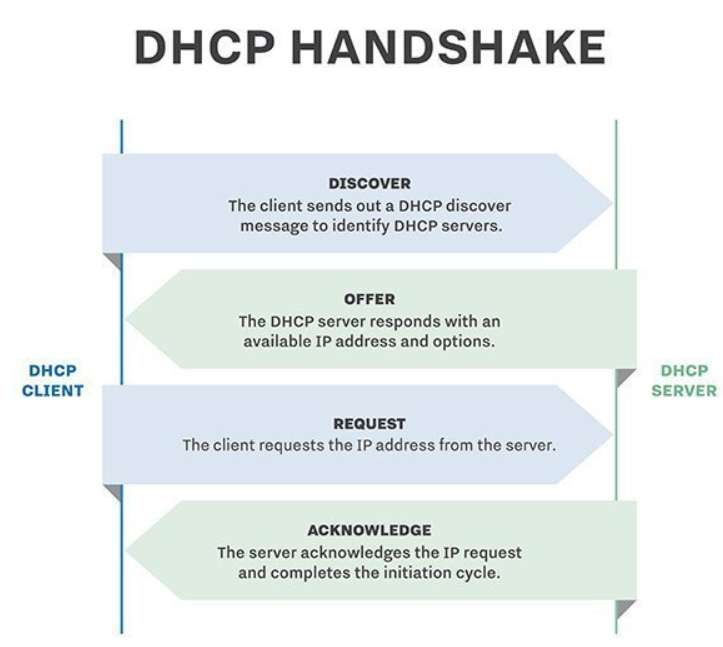 DHCP HANDSHAKE
DISCOVER
The client sends out a DHCP discover
message to identify DHCP servers.
OFFER
The DHCP server responds with an
available IP address and options.
DHCP
CLIENT
DHCP
SERVER
REQUEST
The client requests the IP address from the server.
ACKNOWLEDGE
The server acknowledges the IP request
and completes the initiation cycle.